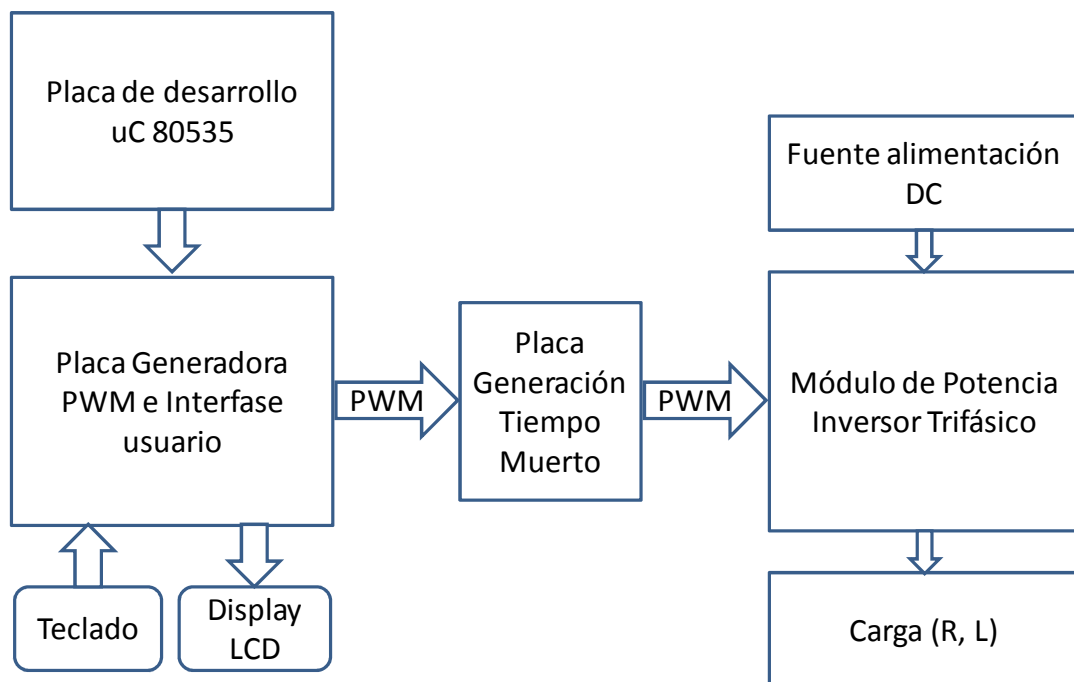 Placa de desarrollo
uC 80535
Fuente alimentación
DC
Placa Generadora
PWM e Interfase
usuario
PWM
Placa
Generación
Tiempo
Muerto
PWM
Módulo de Potencia
Inversor Trifásico
Teclado
Display
LCD
Carga (R, L)